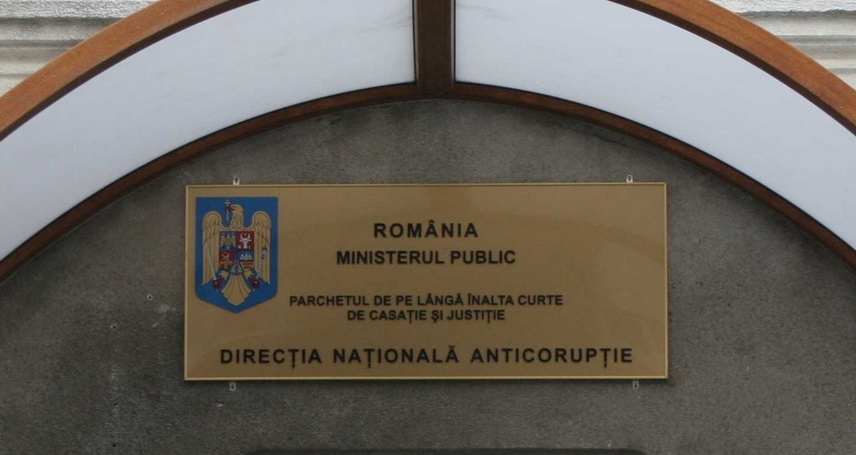 ROMÂNIA
MINISTERUL PUBLIC
PARCHETUL DE PE LÂNGĂ ÎNALTA CURTE
DE CASAȚIE ȘI JUSTIȚIE
DIRECȚIA NAȚIONALĂ ANTICORUPȚIE